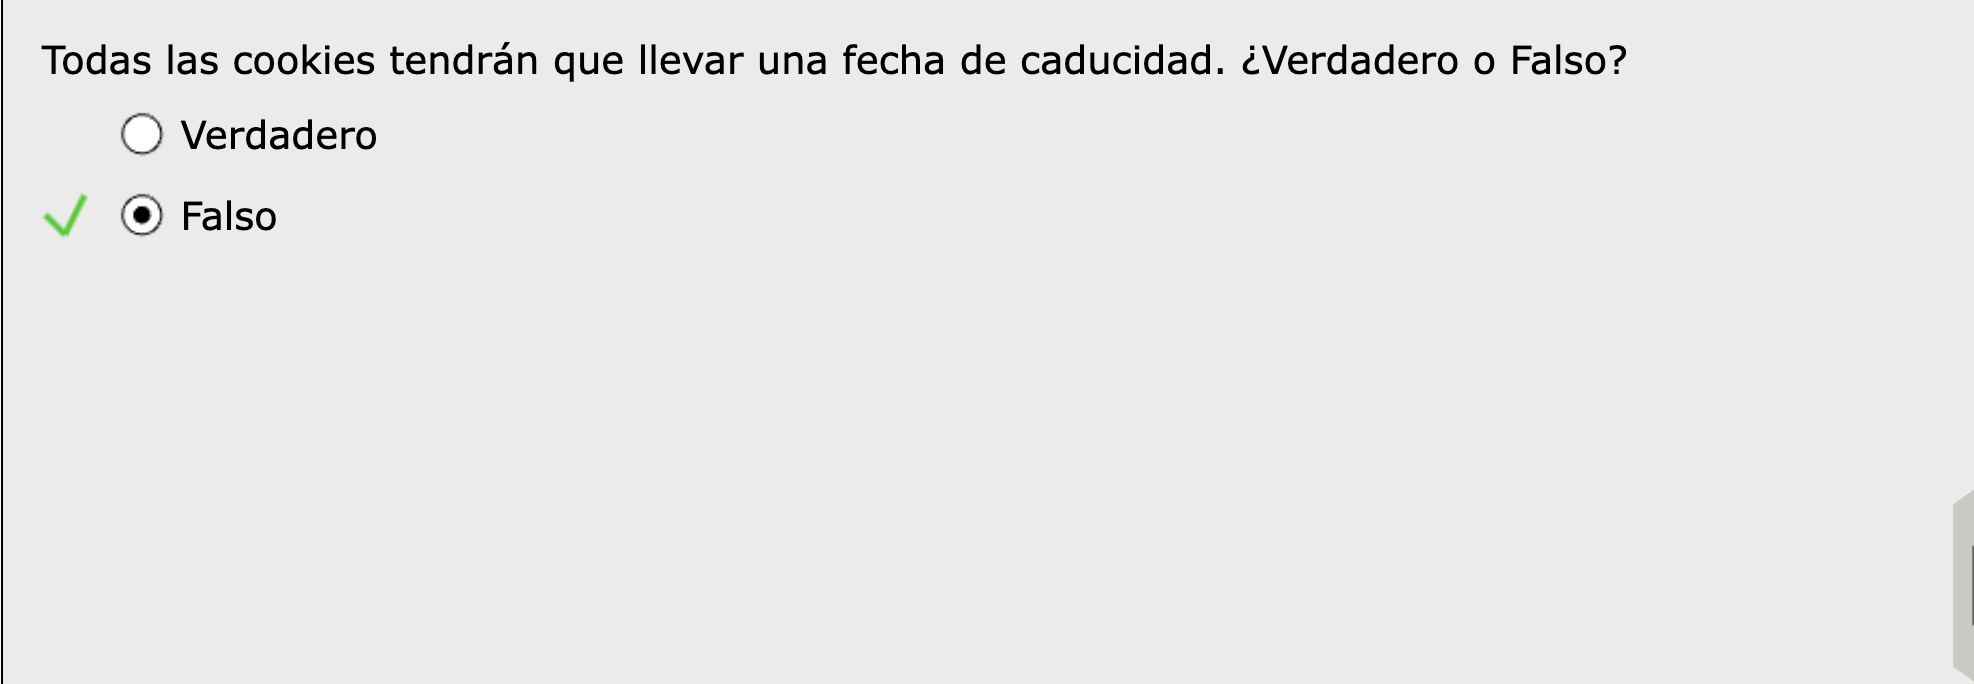 Todas las cookies tendrán que llevar una fecha de caducidad. ¿Verdadero o Falso?
Verdadero
Falso